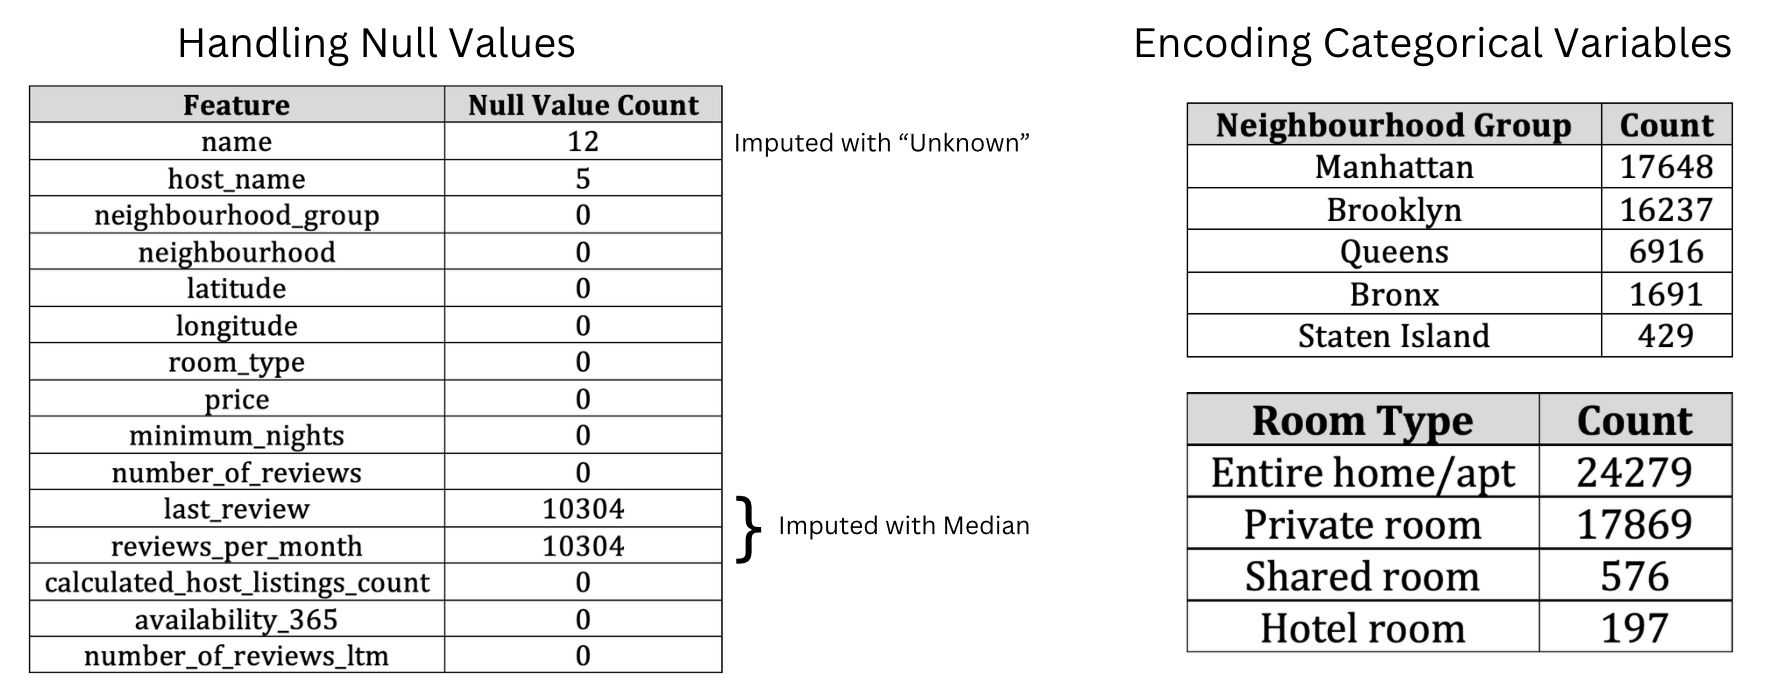 Handling Null Values
Feature Null Value Count
name 12 Imputed with “Unknown”
host_name 5
neighbourhood_group 0
neighbourhood 0
latitude 0
longitude 0
room_type 0
price 0
minimum_nights 0
number_of_reviews 0
last_review 10304
reviews_per_month 10304
} Imputed with Median
calculated_host_listings_count 0
availability_365 0
number_of_reviews_ltm 0
Encoding Categorical Variables
Neighbourhood Group Count
Manhattan 17648
Brooklyn 16237
Queens 6916
Bronx 1691
Staten Island 429
Room Type Count
Entire home/apt 24279
Private room 17869
Shared room 576
Hotel room 197